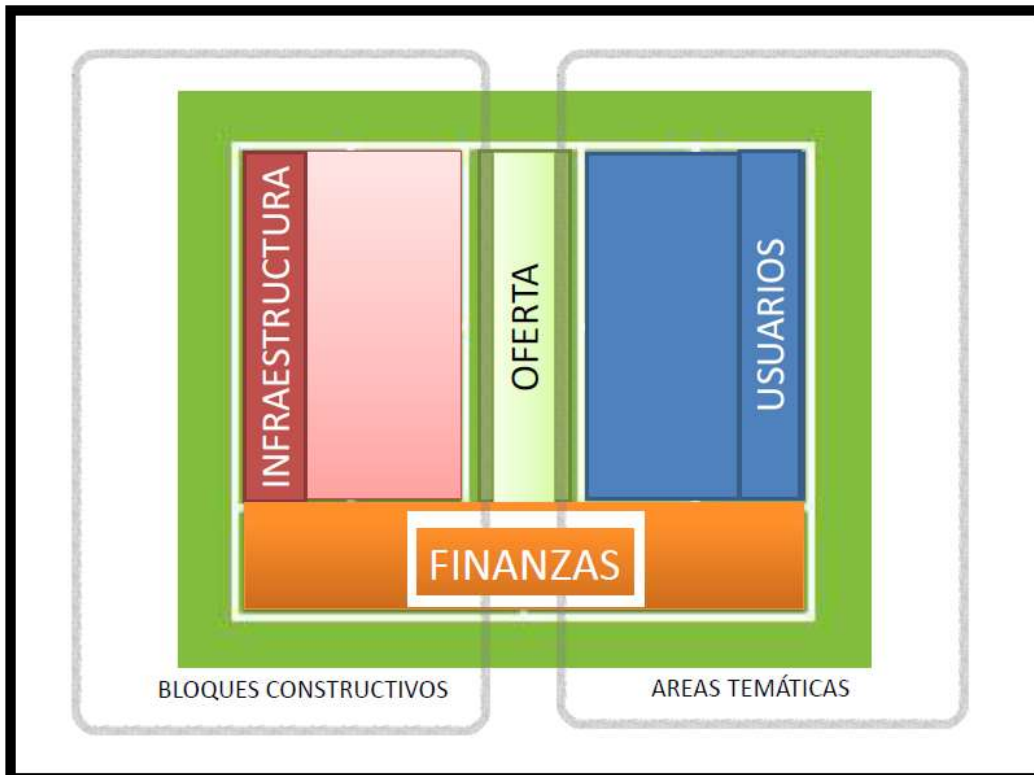 INFRAESTRUCTURA
OFERTA
USUARIOS
FINANZAS
BLOQUES CONSTRUCTIVOS
AREAS TEMÁTICAS